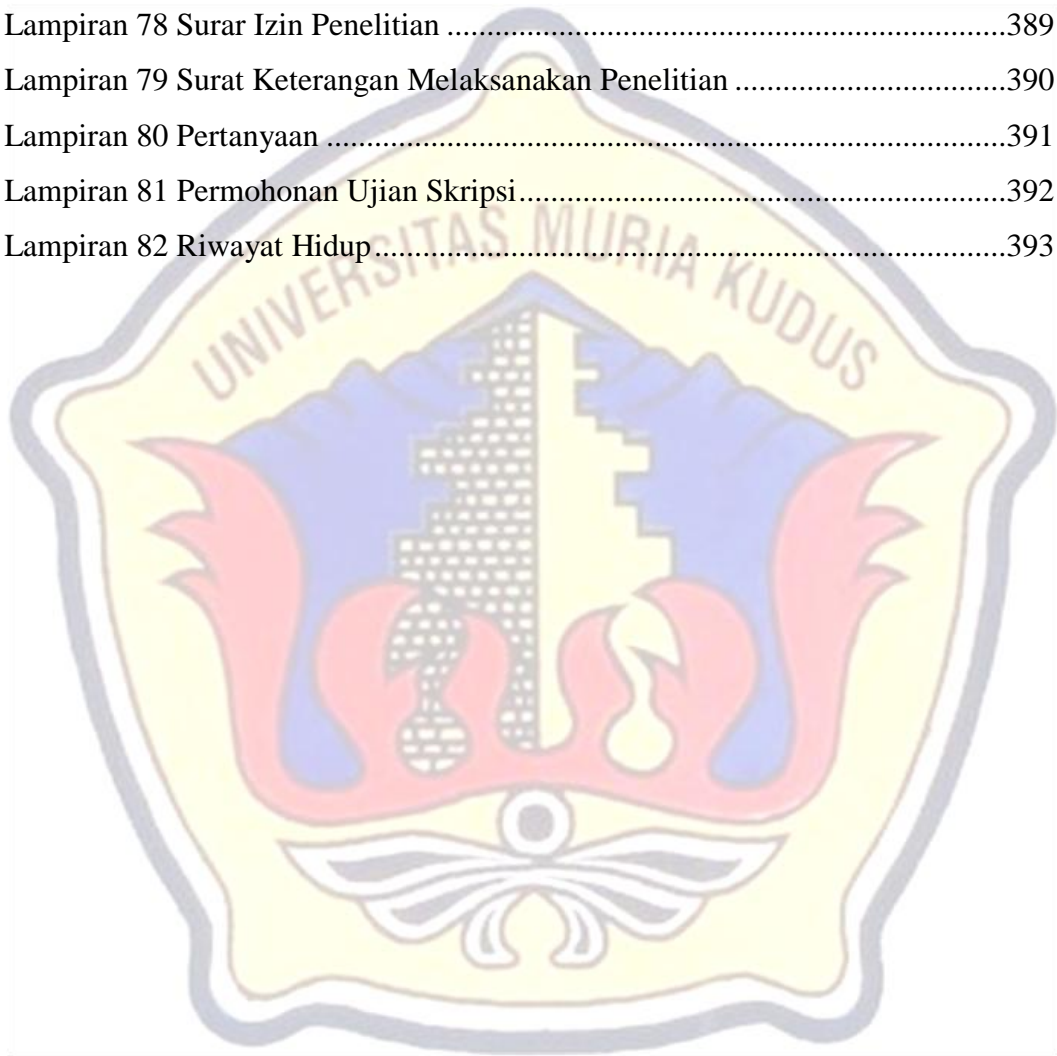 Lampiran 78 Surar Izin Penelitian ......................................................................389
Lampiran 79 Surat Keterangan Melaksanakan Penelitian ..................................390
Lampiran 80 Pertanyaan .....................................................................................391
Lampiran 81 Permohonan Ujian Skripsi.............................................................392
Lampiran 82 Riwayat Hidup...............................................................................393
UNIVERSITAS MURIA KUDUS